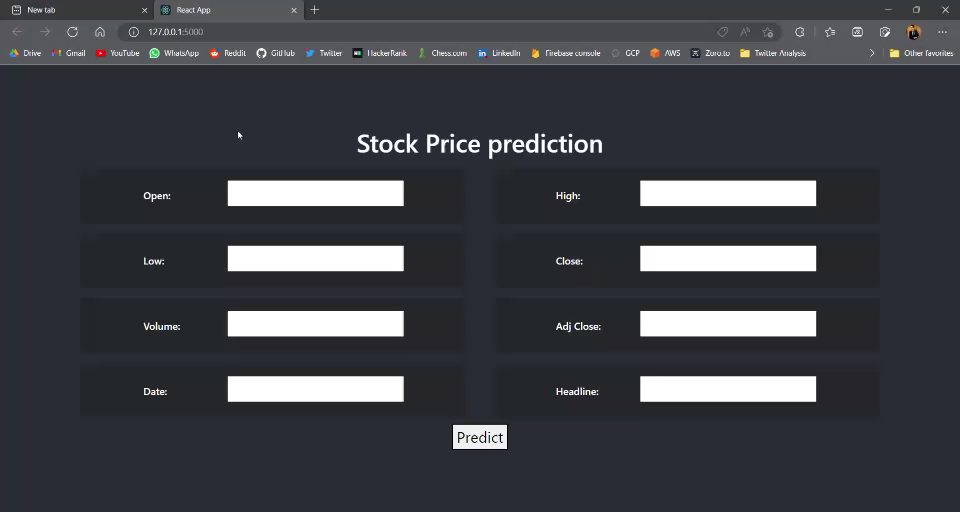 New tab
React App
127.0.0.1:5000
Drive Gmail YouTube WhatsApp Reddit GitHub Twitter HackerRank Chess.com LinkedIn Firebase console GCP AWS Zoro.to Twitter Analysis Other favorites
Stock Price prediction
Open: High:
Low: Close:
Volume: Adj Close:
Date: Headline:
Predict